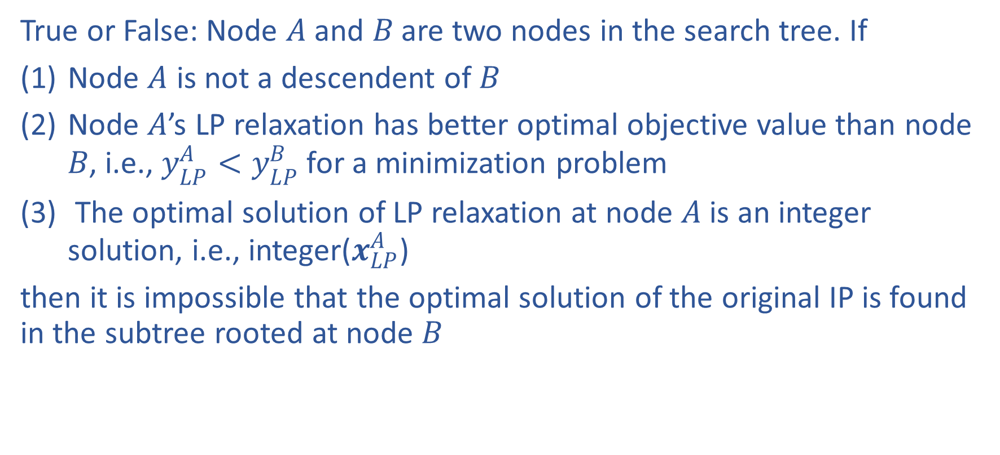 True or False: Node A and B are two nodes in the search tree. If
(1) Node A is not a descendent of B
(2) Node A’s LP relaxation has better optimal objective value than node
B, i.e., y_{LP}^{A} < y_{LP}^{B} for a minimization problem
(3) The optimal solution of LP relaxation at node A is an integer
solution, i.e., integer(x_{LP}^{A})
then it is impossible that the optimal solution of the original IP is found
in the subtree rooted at node B